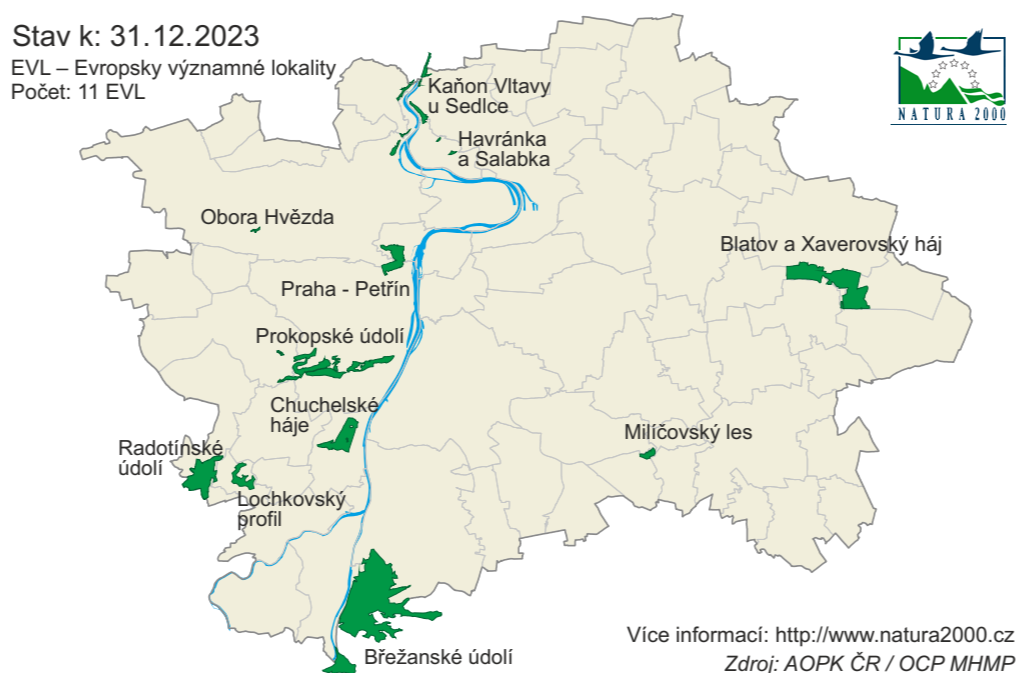 Stav k: 31.12.2023
EVL – Evropsky významné lokality
Počet: 11 EVL
NATURA 2000
Kaňon Vltavy
u Sedlce
Havránka
a Salabka
Obora Hvězda
Blatov a Xaverovský háj
Praha - Petřín
Prokopské údolí
Chuchelské
háje
Milíčovský les
Radotínské
údolí
Lochkovský
profil
Břežanské údolí
Více informací: http://www.natura2000.cz
Zdroj: AOPK ČR / OCP MHMP